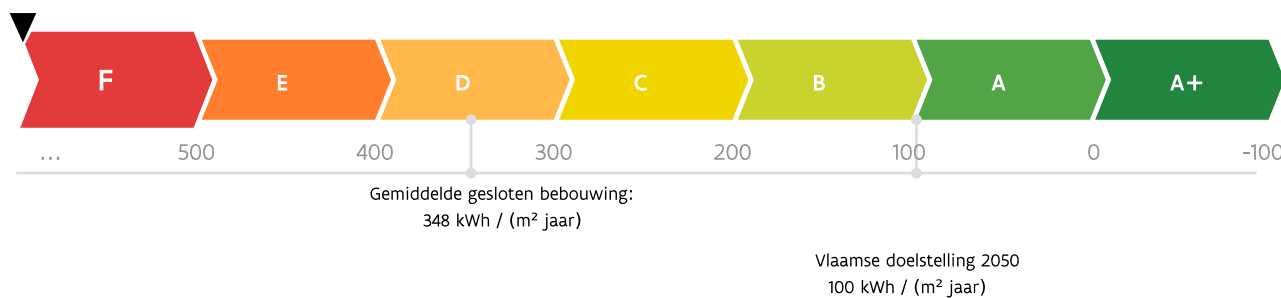 F E D C B A A+
... 500 400 300 200 100 0 -100
Gemiddelde gesloten bebouwing:
348 kWh / (m² jaar)
Vlaamse doelstelling 2050
100 kWh / (m² jaar)